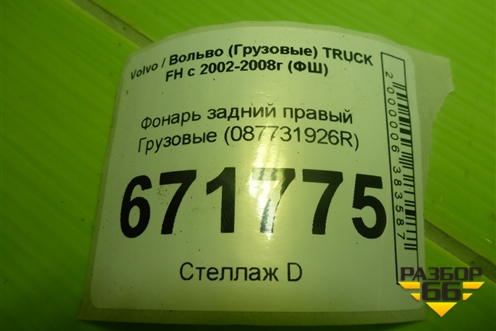 Volvo / Вольво (Грузовые) TRUCK
FH с 2002-2008г (ФШ)
Фонарь задний правый
Грузовые (087731926R)
671775
Стеллаж D
2000006383587
РАЗБОР
66